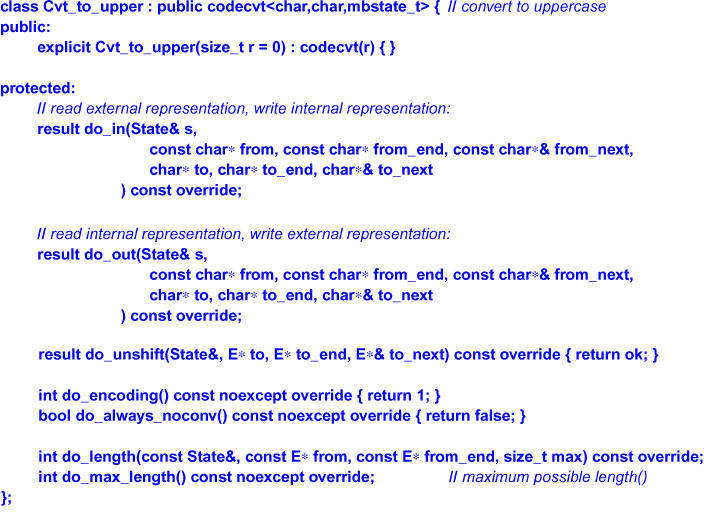 class Cvt_to_upper : public codecvt<char,char,mbstate_t> { // convert to uppercase
public:
explicit Cvt_to_upper(size_t r = 0) : codecvt(r) { }
protected:
// read external representation, write internal representation:
result do_in(State& s,
const char∗ from, const char∗ from_end, const char∗& from_next,
char∗ to, char∗ to_end, char∗& to_next
) const override;
// read internal representation, write external representation:
result do_out(State& s,
const char∗ from, const char∗ from_end, const char∗& from_next,
char∗ to, char∗ to_end, char∗& to_next
) const override;
result do_unshift(State&, E∗ to, E∗ to_end, E∗& to_next) const override { return ok; }
int do_encoding() const noexcept override { return 1; }
bool do_always_noconv() const noexcept override { return false; }
int do_length(const State&, const E∗ from, const E∗ from_end, size_t max) const override;
int do_max_length() const noexcept override; // maximum possible length()
};